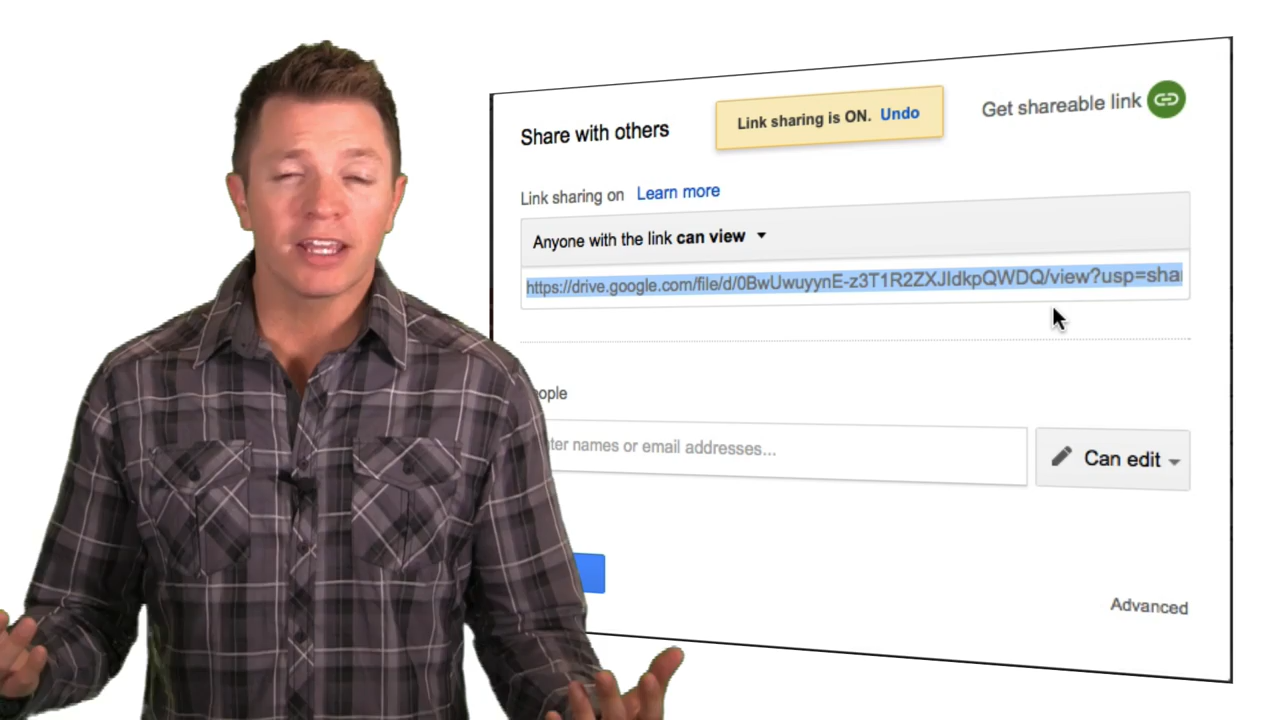 Share with others
Link sharing is ON. Undo
Get shareable link
Link sharing on Learn more
Anyone with the link can view
https://drive.google.com/file/d/0BwUwuyynE-z3T1R2ZXJIdkpQWDQ/view?usp=sha
ople
ter names or email addresses...
Can edit
Advanced